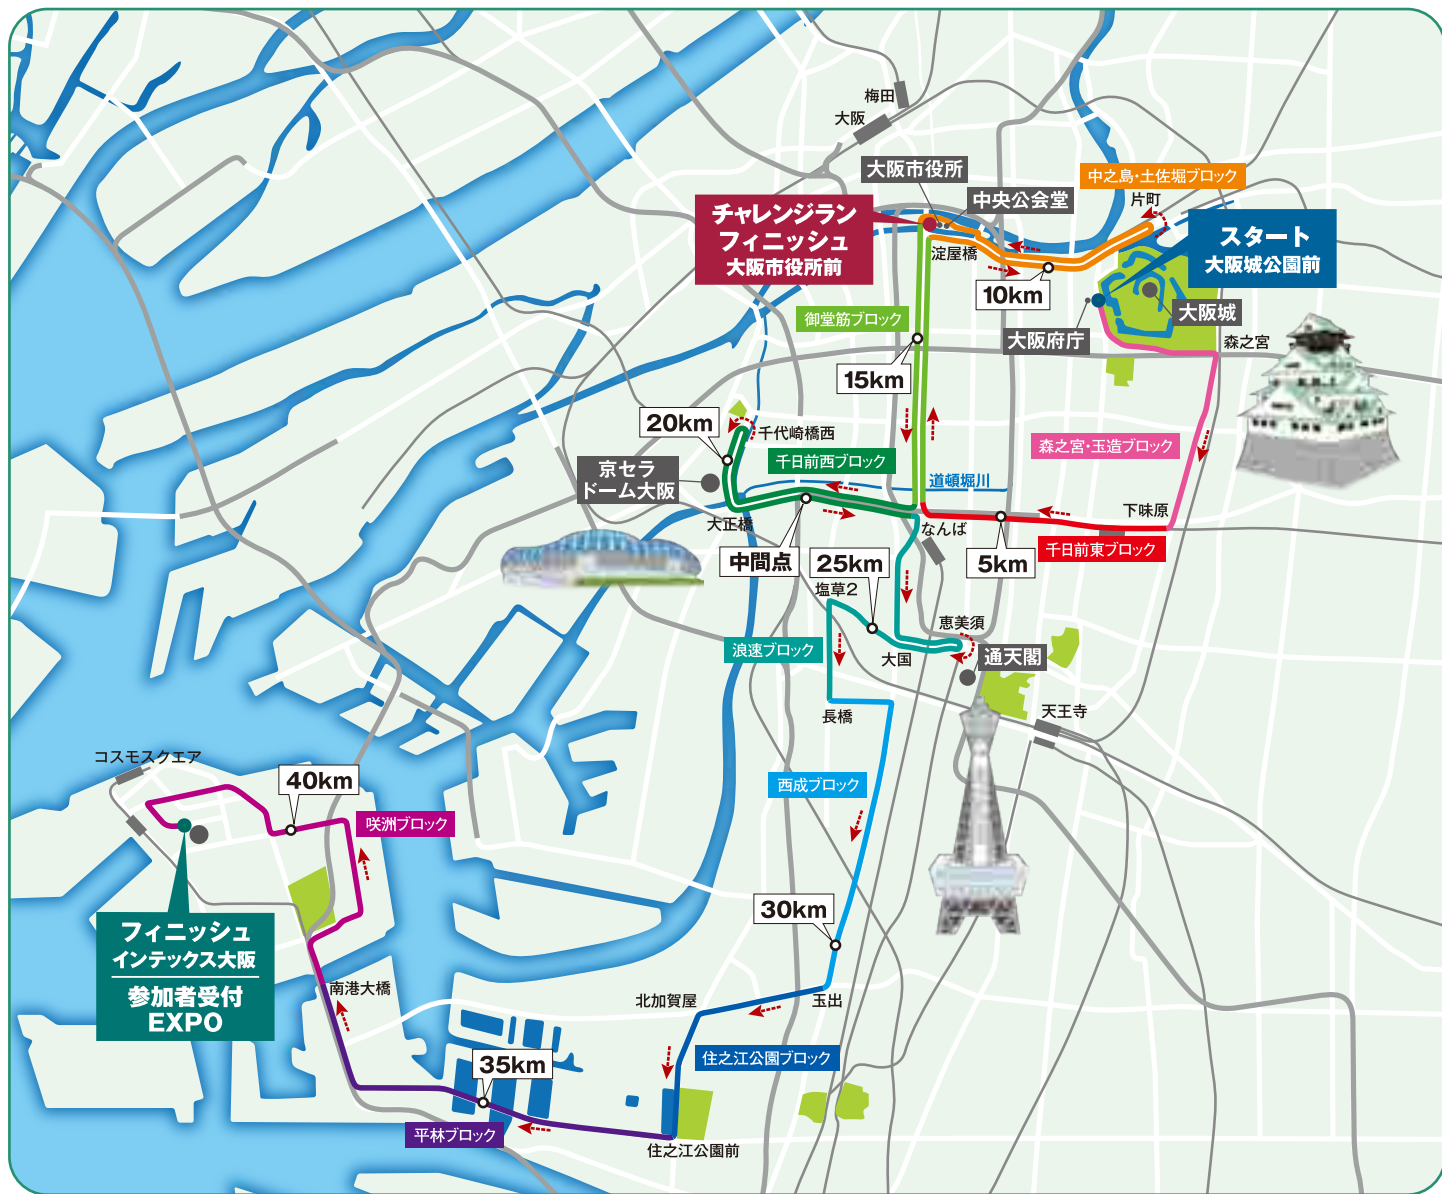 梅田
大阪
大阪市役所
中央公会堂
中之島・土佐堀ブロック
片町
チャレンジラン
フィニッシュ
大阪市役所前
スタート
大阪城公園前
淀屋橋
10km
大阪城
大阪府庁
森之宮
御堂筋ブロック
15km
20km
千代崎橋西
森之宮・玉造ブロック
千日前西ブロック
京セラ
ドーム大阪
道頓堀川
大正橋
下味原
なんば
千日前東ブロック
中間点
25km
5km
塩草2
恵美須
浪速ブロック
大国
通天閣
長橋
天王寺
コスモスクエア
40km
西成ブロック
咲洲ブロック
30km
フィニッシュ
インテックス大阪
参加者受付
EXPO
南港大橋
北加賀屋
玉出
住之江公園ブロック
35km
平林ブロック
住之江公園前